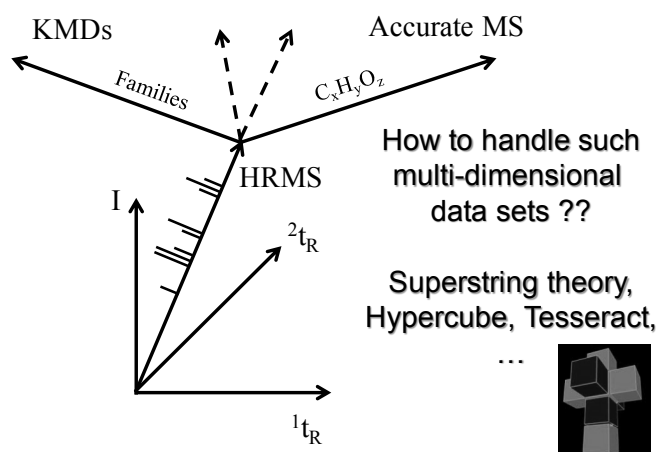 KMDs
Accurate MS
Families
CₓHᵧO_z
HRMS
I
²tR
¹tR
How to handle such
multi-dimensional
data sets ??
Superstring theory,
Hypercube, Tesseract,
...